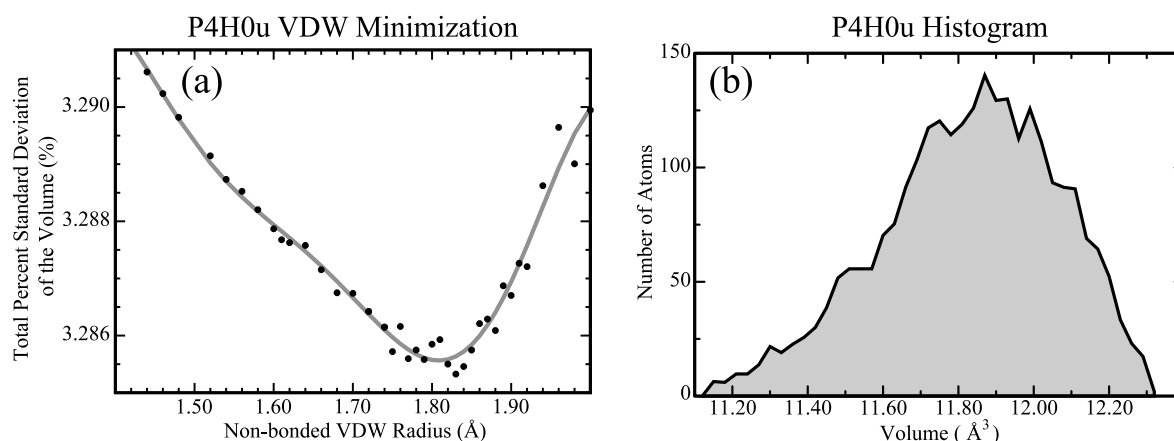 P4H0u VDW Minimization
(a)
Total Percent Standard Deviation
of the Volume (%)
3.290
3.288
3.286
1.50 1.60 1.70 1.80 1.90
Non-bonded VDW Radius (Å)
P4H0u Histogram
(b)
Number of Atoms
150
100
50
0
11.20 11.40 11.60 11.80 12.00 12.20
Volume ( Å³)